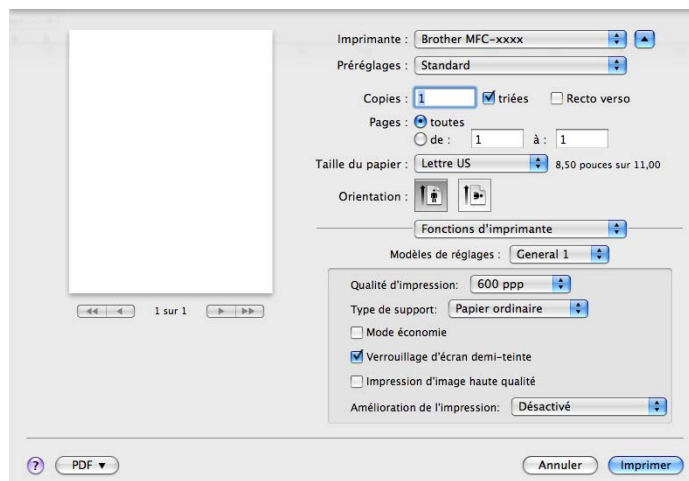 Imprimante : Brother MFC-xxxx
Préréglages : Standard
Copies : 1 triées Recto verso
Pages : toutes
de : 1 à : 1
Taille du papier : Lettre US 8,50 pouces sur 11,00
Orientation :
Fonctions d'imprimante
Modèles de réglages : General 1
Qualité d'impression: 600 ppp
1 sur 1
Type de support: Papier ordinaire
Mode économie
Verrouillage d'écran demi-teinte
Impression d'image haute qualité
Amélioration de l'impression: Désactivé
? PDF ▼ Annuler Imprimer